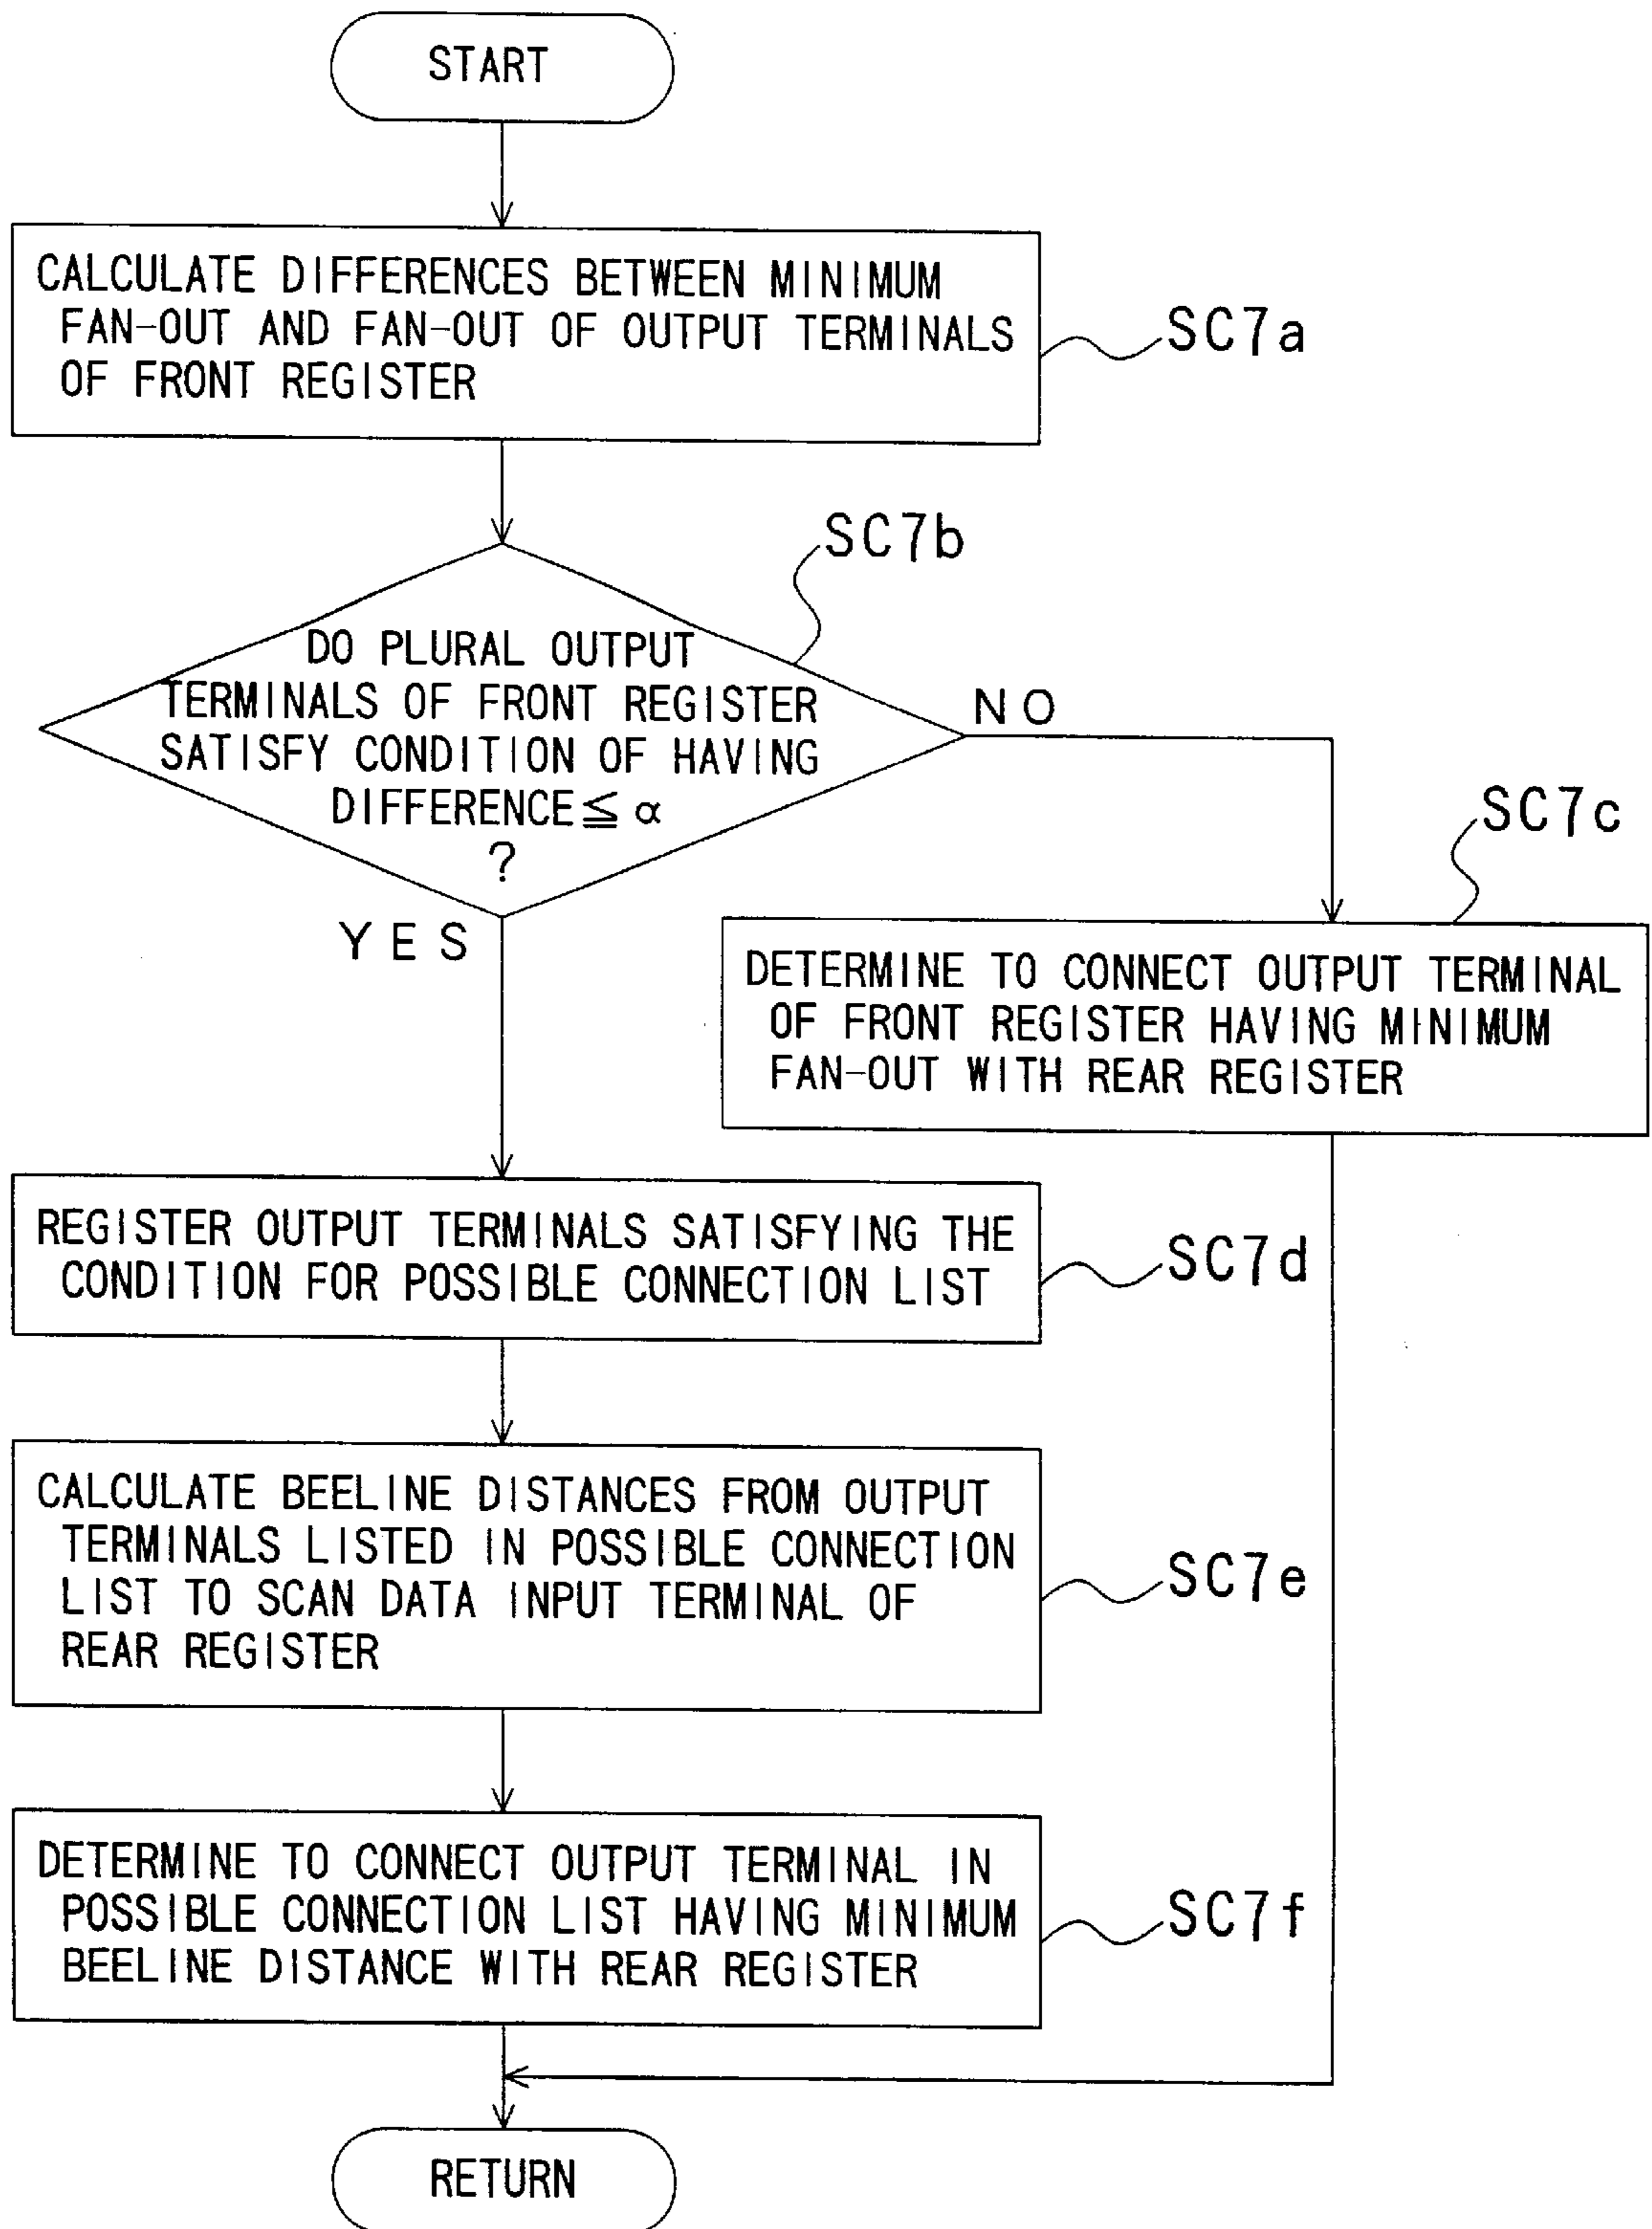 START
CALCULATE DIFFERENCES BETWEEN MINIMUM
FAN-OUT AND FAN-OUT OF OUTPUT TERMINALS
OF FRONT REGISTER
SC7a
SC7b
DO PLURAL OUTPUT
TERMINALS OF FRONT REGISTER
SATISFY CONDITION OF HAVING
DIFFERENCE≦α
?
NO
YES
SC7c
DETERMINE TO CONNECT OUTPUT TERMINAL
OF FRONT REGISTER HAVING MINIMUM
FAN-OUT WITH REAR REGISTER
REGISTER OUTPUT TERMINALS SATISFYING THE
CONDITION FOR POSSIBLE CONNECTION LIST
SC7d
CALCULATE BEELINE DISTANCES FROM OUTPUT
TERMINALS LISTED IN POSSIBLE CONNECTION
LIST TO SCAN DATA INPUT TERMINAL OF
REAR REGISTER
SC7e
DETERMINE TO CONNECT OUTPUT TERMINAL IN
POSSIBLE CONNECTION LIST HAVING MINIMUM
BEELINE DISTANCE WITH REAR REGISTER
SC7f
RETURN